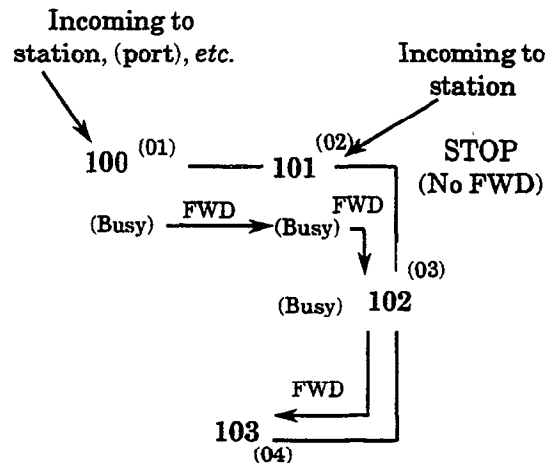 Incoming to
station, (port), etc.
Incoming to
station
100 (01)
101 (02)
STOP
(No FWD)
(Busy) FWD (Busy) FWD
(03)
(Busy) 102
FWD
103
(04)